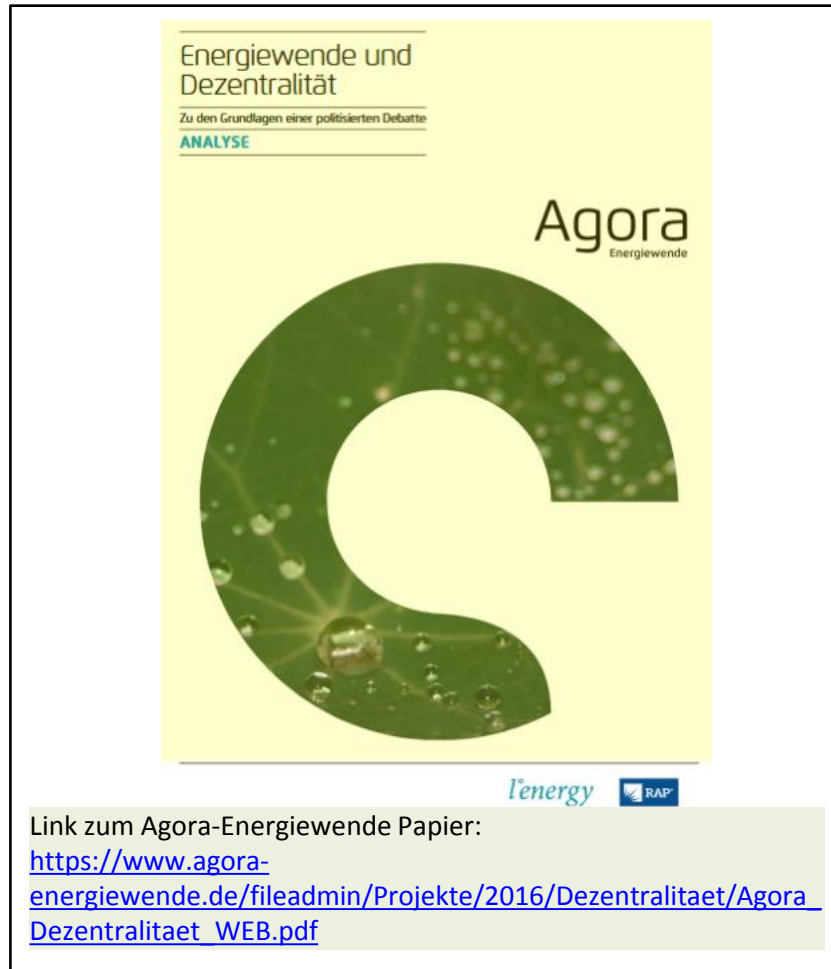 Energiewende und
Dezentralität
Zu den Grundlagen einer politisierten Debatte
ANALYSE
Agora
Energiewende
l'energy
RAP
Link zum Agora-Energiewende Papier:
https://www.agora-
energiewende.de/fileadmin/Projekte/2016/Dezentralitaet/Agora_
Dezentralitaet_WEB.pdf